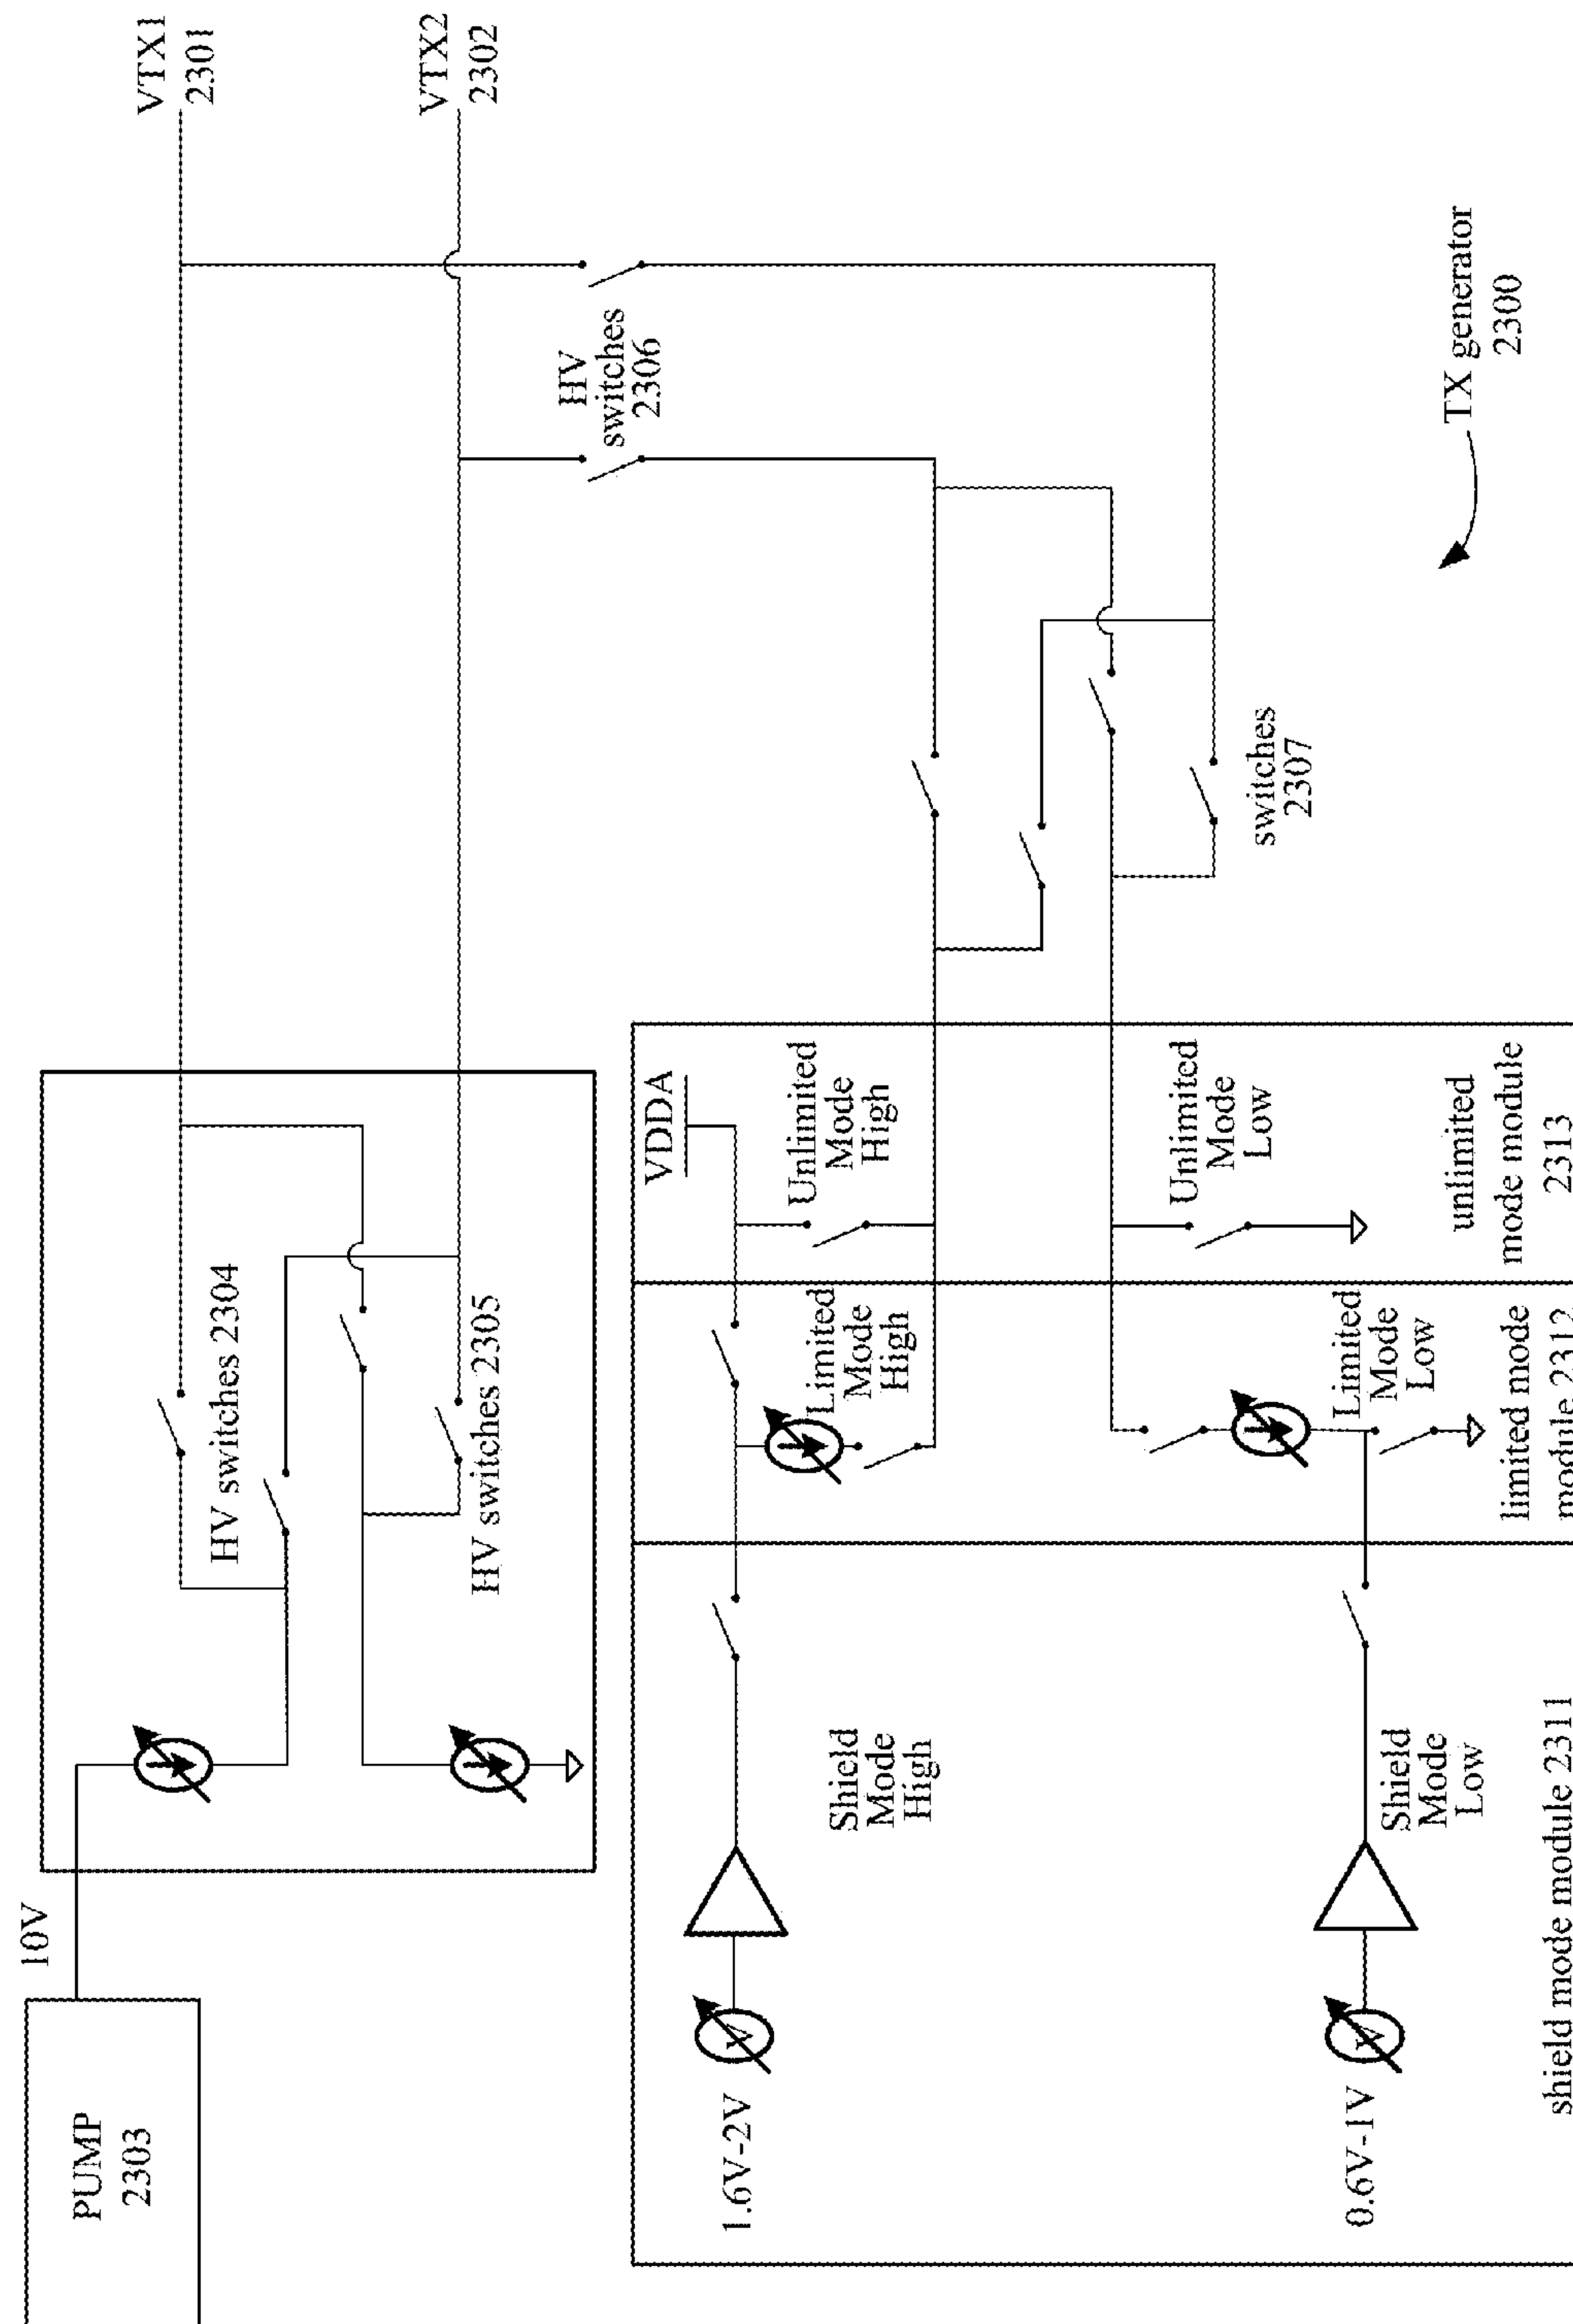 PUMP
2303
10V
HV switches 2304
HV switches 2305
VTX1
2301
VTX2
2302
HV
switches
2306
1.6V-2V
V
Shield
Mode
High
Limited
Mode
High
VDDA
Unlimited
Mode
High
0.6V-1V
V
Shield
Mode
Low
Limited
Mode
Low
Unlimited
Mode
Low
switches
2307
shield mode module 2311
limited mode
module 2312
unlimited
mode module
2313
TX generator
2300